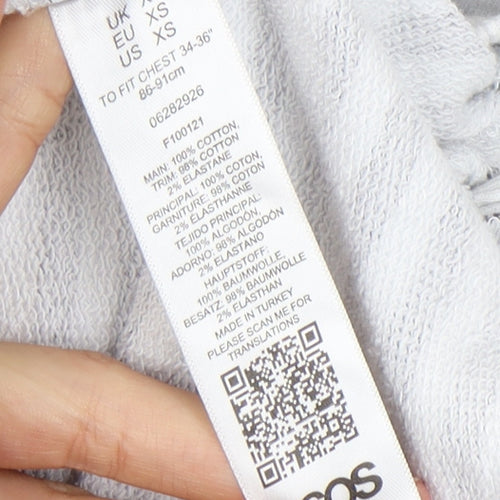 UK X
EU XS
US XS
TO FIT CHEST 34-36"
86-91cm
06282926
F100121
MAIN: 100% COTTON,
TRIM: 98% COTTON
2% ELASTANE
PRINCIPAL: 100% COTON,
GARNITURE: 98% COTON
2% ÉLASTHANNE
TEJIDO PRINCIPAL:
100% ALGODÓN,
ADORNO: 98% ALGODÓN
2% ELASTANO
HAUPTSTOFF:
100% BAUMWOLLE,
BESATZ: 98% BAUMWOLLE
2% ELASTHAN
MADE IN TURKEY
PLEASE SCAN ME FOR
TRANSLATIONS